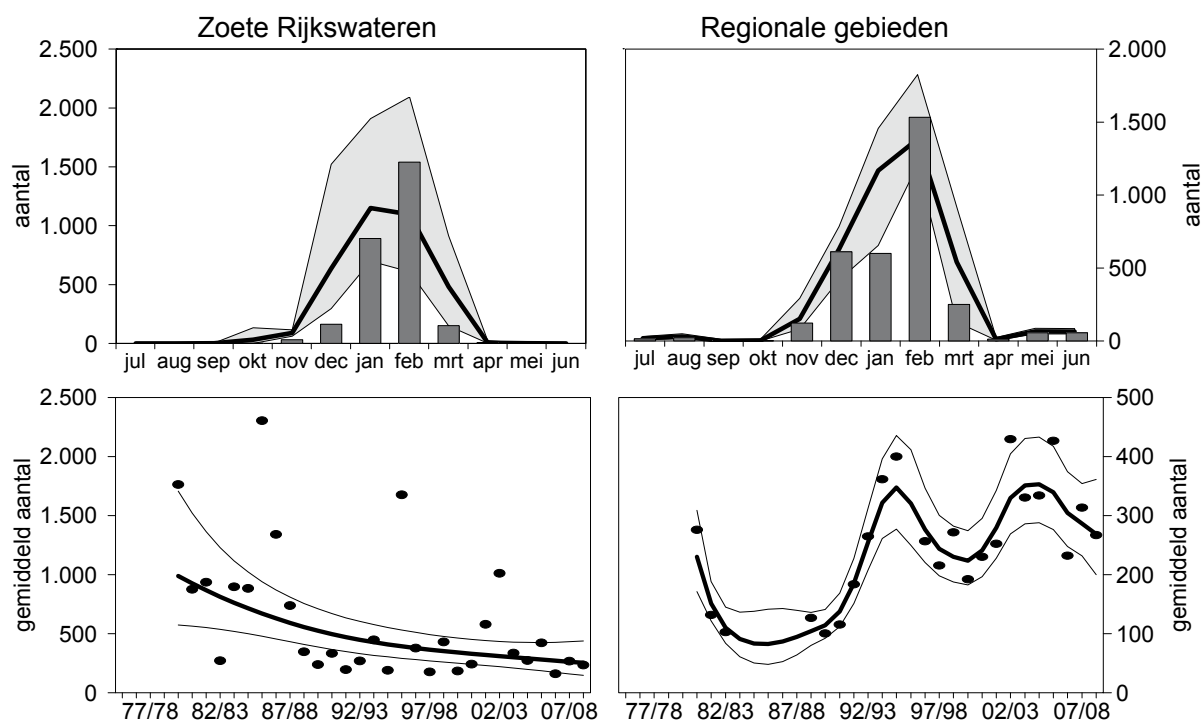 Zoete Rijkswateren
Regionale gebieden
2.500
2.000
1.500
1.000
500
0
aantal
jul aug sep okt nov dec jan feb mrt apr mei jun
2.000
1.500
1.000
500
0
aantal
jul aug sep okt nov dec jan feb mrt apr mei jun
2.500
2.000
1.500
1.000
500
0
gemiddeld aantal
77/78 82/83 87/88 92/93 97/98 02/03 07/08
500
400
300
200
100
0
gemiddeld aantal
77/78 82/83 87/88 92/93 97/98 02/03 07/08